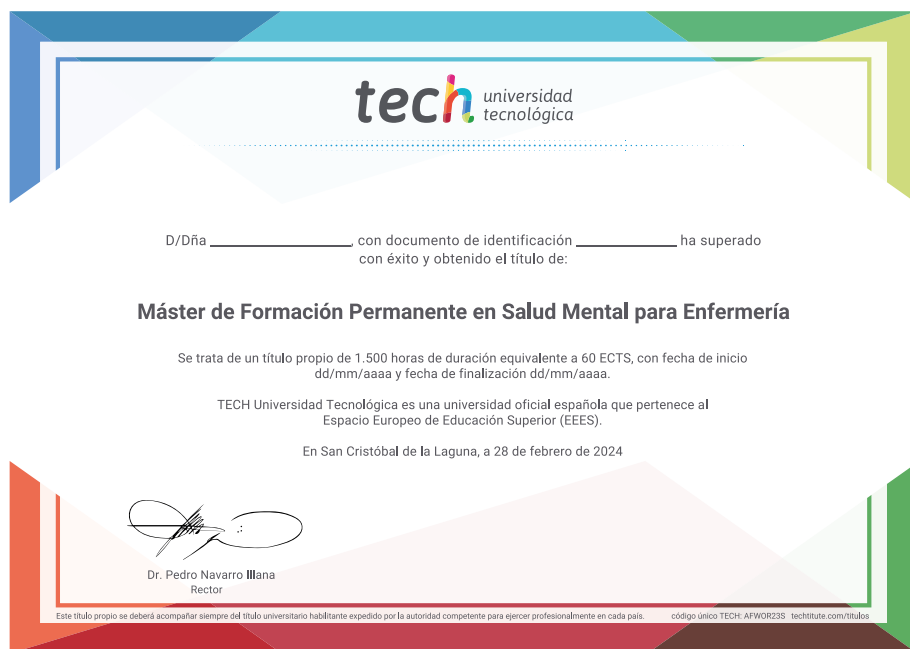 tech universidad
tecnológica
D/Dña ______________, con documento de identificación __________ ha superado
con éxito y obtenido el título de:
Máster de Formación Permanente en Salud Mental para Enfermería
Se trata de un título propio de 1.500 horas de duración equivalente a 60 ECTS, con fecha de inicio
dd/mm/aaaa y fecha de finalización dd/mm/aaaa.
TECH Universidad Tecnológica es una universidad oficial española que pertenece al
Espacio Europeo de Educación Superior (EEES).
En San Cristóbal de la Laguna, a 28 de febrero de 2024
Dr. Pedro Navarro Illana
Rector
Este título propio se deberá acompañar siempre del título universitario habilitante expedido por la autoridad competente para ejercer profesionalmente en cada país. código único TECH: AFWOR23S techtitute.com/titulos